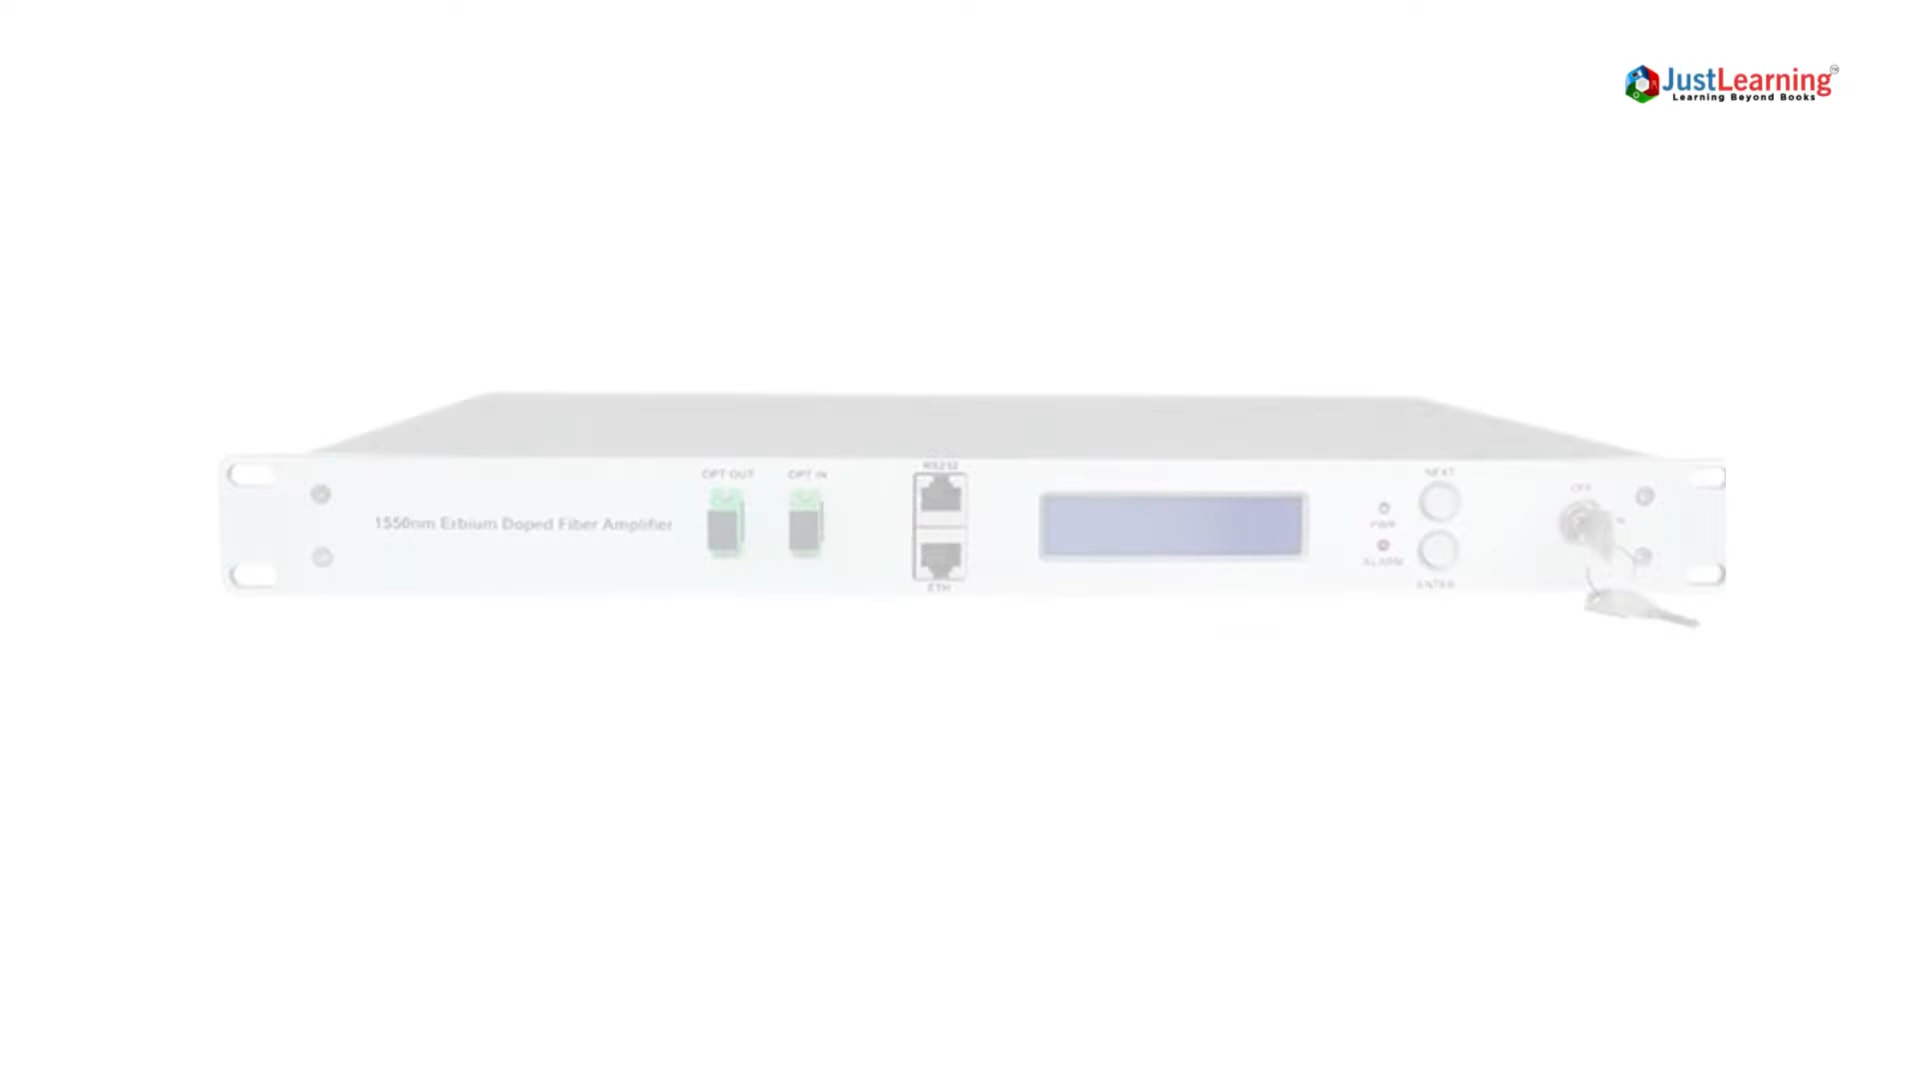 JustLearning
Learning Beyond Books
OPT OUT
OPT IN
RS232
NEXT
1550nm Erbium Doped Fiber Amplifier
PWR
ALARM
ETH
ENTER